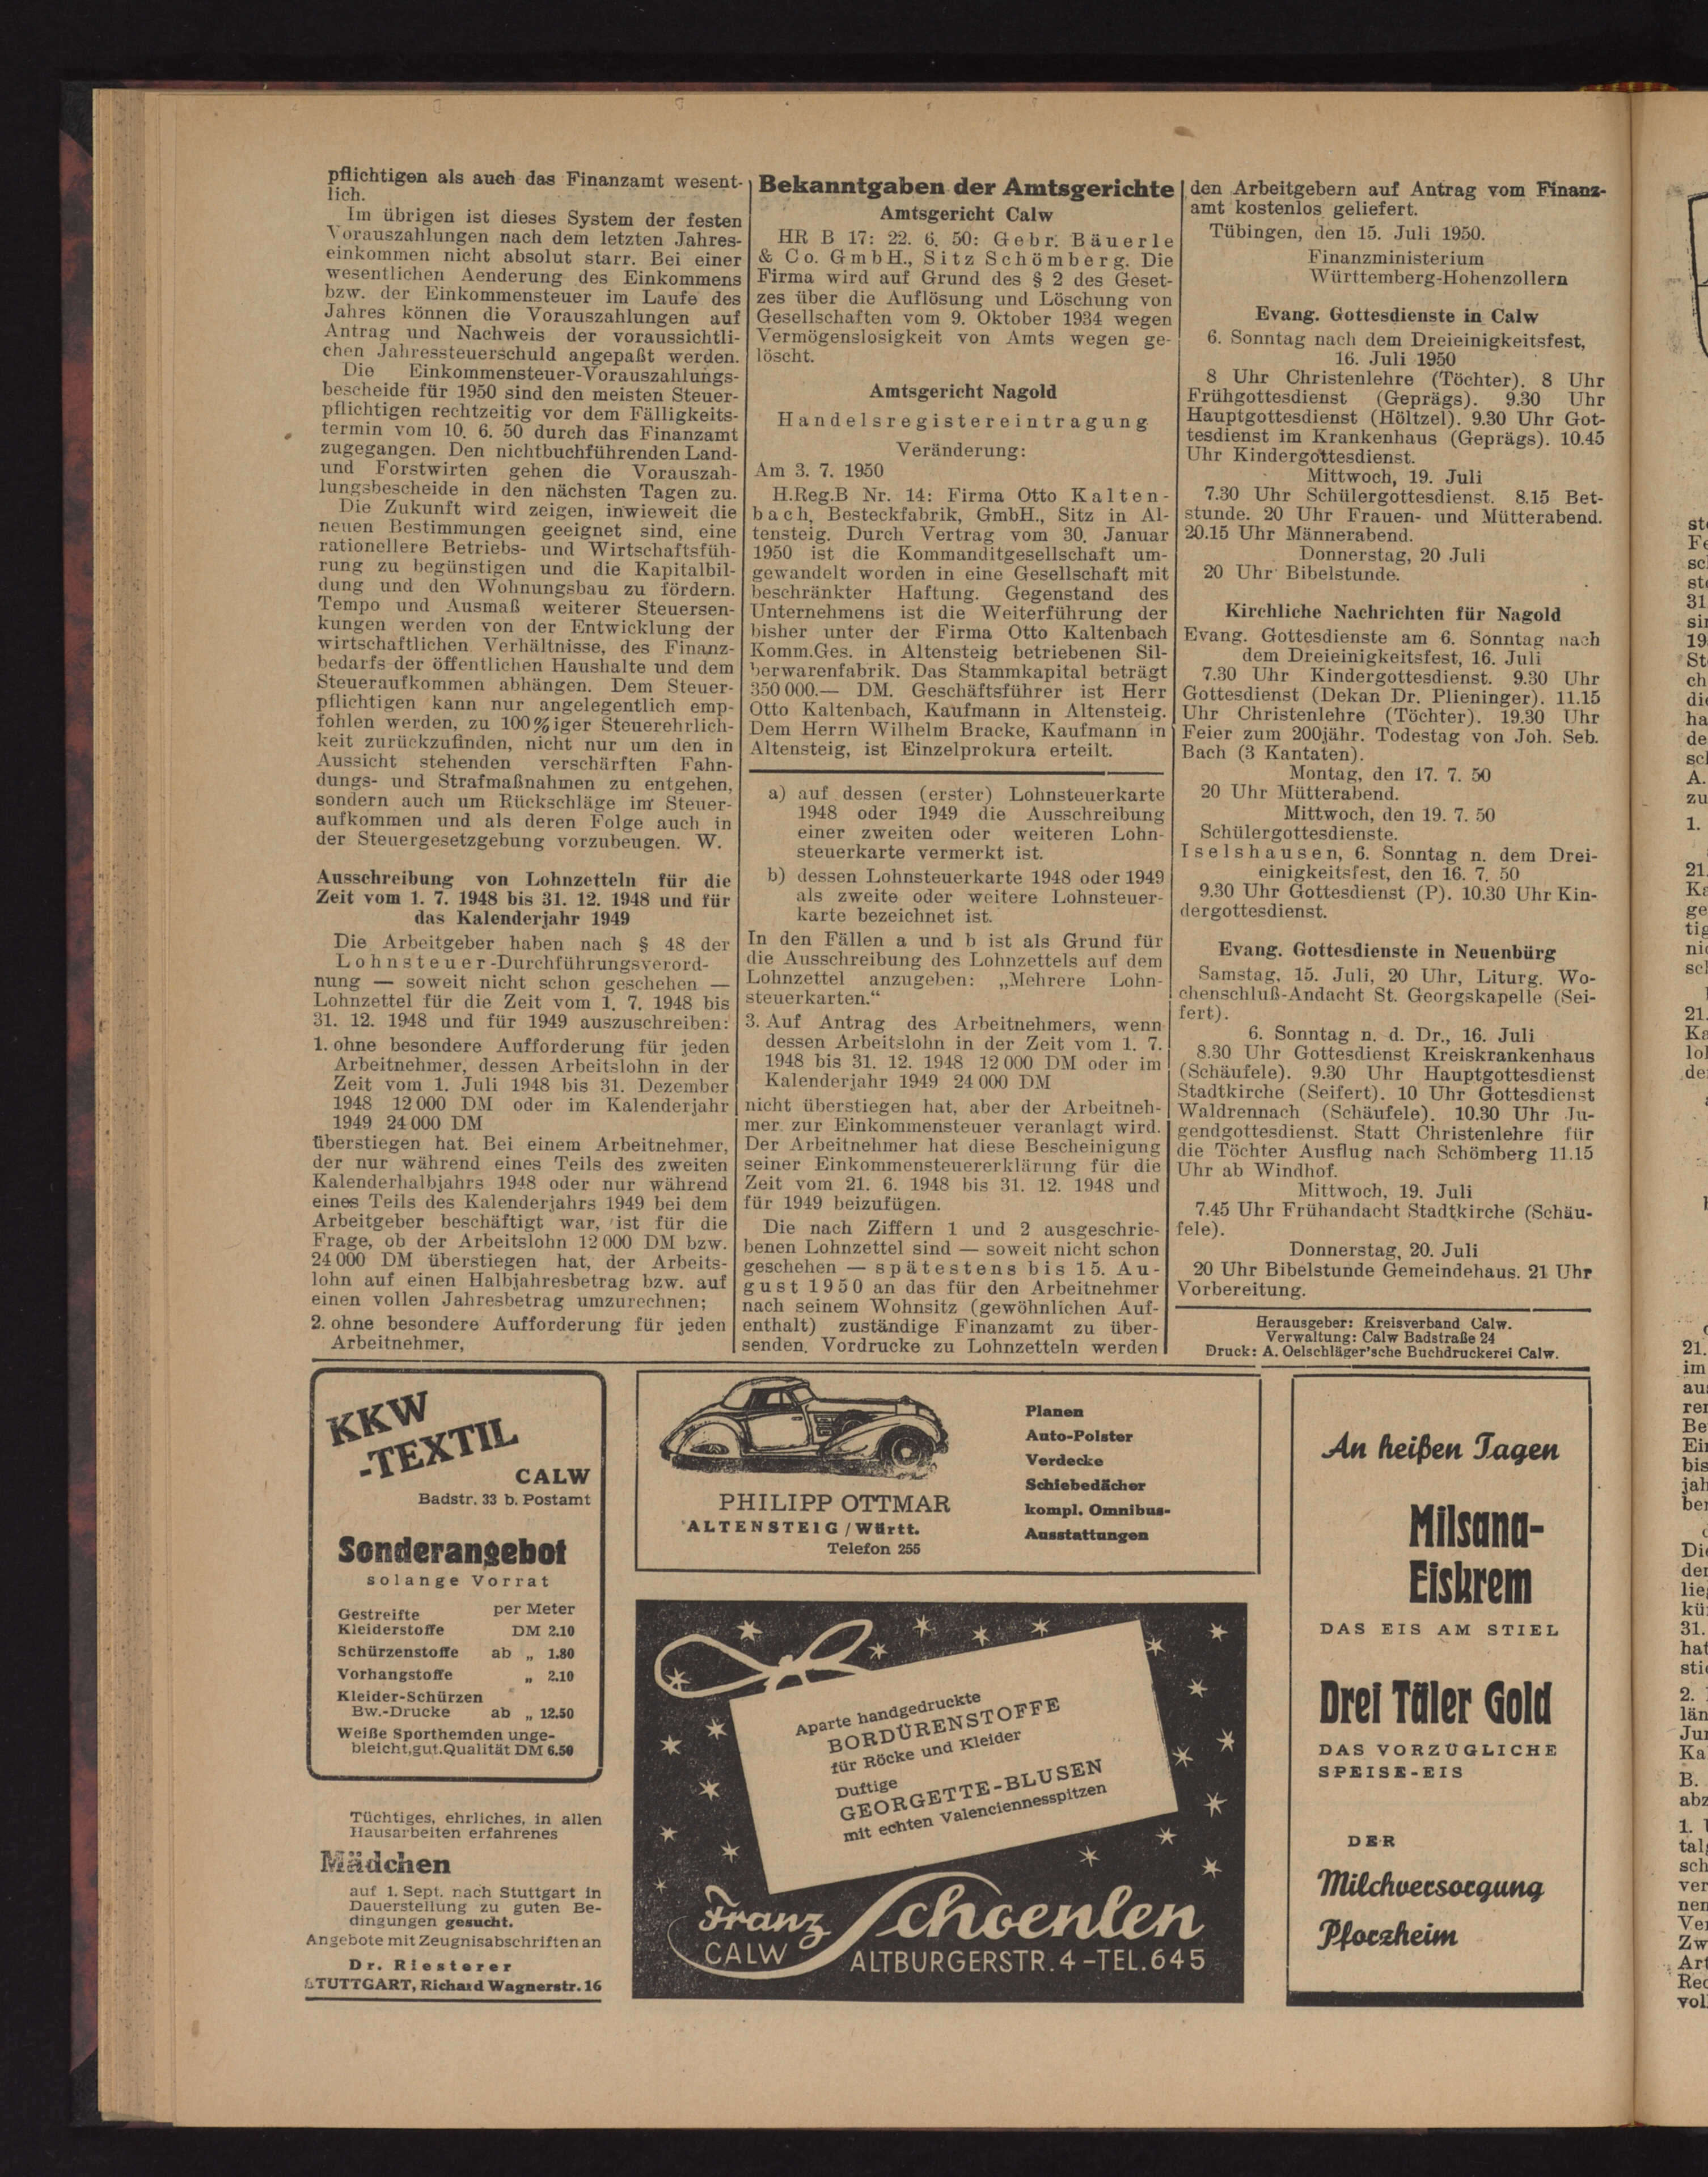 pflichtigen als auch das Finanzamt wesent-
lich.
Im übrigen ist dieses System der festen
Vorauszahlungen nach dem letzten Jahres-
einkommen nicht absolut starr. Bei einer
wesentlichen Aenderung des Einkommens
bzw. der Einkommensteuer im Laufe des
Jahres können die Vorauszahlungen auf
Antrag und Nachweis der voraussichtli-
chen Jahressteuerschuld angepaßt werden.
Die Einkommensteuer-Vorauszahlungs-
bescheide für 1950 sind den meisten Steuer-
pflichtigen rechtzeitig vor dem Fälligkeits-
termin vom 10. 6. 50 durch das Finanzamt
zugegangen. Den nichtbuchführenden Land-
und Forstwirten gehen die Vorauszah-
lungsbescheide in den nächsten Tagen zu.
Die Zukunft wird zeigen, inwieweit die
neuen Bestimmungen geeignet sind, eine
rationellere Betriebs- und Wirtschaftsfüh-
rung zu begünstigen und die Kapitalbil-
dung und den Wohnungsbau zu fördern.
Tempo und Ausmaß weiterer Steuersen-
kungen werden von der Entwicklung der
wirtschaftlichen Verhältnisse, des Finanz-
bedarfs der öffentlichen Haushalte und dem
Steueraufkommen abhängen. Dem Steuer-
pflichtigen kann nur angelegentlich emp-
fohlen werden, zu 100%iger Steuerehrlich-
keit zurückzufinden, nicht nur um den in
Aussicht stehenden verschärften Fahn-
dungs- und Strafmaßnahmen zu entgehen,
sondern auch um Rückschläge im Steuer-
aufkommen und als deren Folge auch in
der Steuergesetzgebung vorzubeugen. W.
Ausschreibung von Lohnzetteln für die
Zeit vom 1. 7. 1948 bis 31. 12. 1948 und für
das Kalenderjahr 1949
Die Arbeitgeber haben nach § 48 der
Lohnsteuer-Durchführungsverord-
nung — soweit nicht schon geschehen —
Lohnzettel für die Zeit vom 1. 7. 1948 bis
31. 12. 1948 und für 1949 auszuschreiben:
1. ohne besondere Aufforderung für jeden
Arbeitnehmer, dessen Arbeitslohn in der
Zeit vom 1. Juli 1948 bis 31. Dezember
1948 12 000 DM oder im Kalenderjahr
1949 24 000 DM
überstiegen hat. Bei einem Arbeitnehmer,
der nur während eines Teils des zweiten
Kalenderhalbjahrs 1948 oder nur während
eines Teils des Kalenderjahrs 1949 bei dem
Arbeitgeber beschäftigt war, ist für die
Frage, ob der Arbeitslohn 12 000 DM bzw.
24 000 DM überstiegen hat, der Arbeits-
lohn auf einen Halbjahresbetrag bzw. auf
einen vollen Jahresbetrag umzurechnen;
2. ohne besondere Aufforderung für jeden
Arbeitnehmer,
Bekanntgaben der Amtsgerichte
Amtsgericht Calw
HR B 17: 22. 6. 50: Gebr. Bäuerle
& Co. GmbH., Sitz Schömberg. Die
Firma wird auf Grund des § 2 des Geset-
zes über die Auflösung und Löschung von
Gesellschaften vom 9. Oktober 1934 wegen
Vermögenslosigkeit von Amts wegen ge-
löscht.
Amtsgericht Nagold
Handelsregistereintragung
Veränderung:
Am 3. 7. 1950
H.Reg.B Nr. 14: Firma Otto Kalten-
bach, Besteckfabrik, GmbH., Sitz in Al-
tensteig. Durch Vertrag vom 30. Januar
1950 ist die Kommanditgesellschaft um-
gewandelt worden in eine Gesellschaft mit
beschränkter Haftung. Gegenstand des
Unternehmens ist die Weiterführung der
bisher unter der Firma Otto Kaltenbach
Komm.Ges. in Altensteig betriebenen Sil-
berwarenfabrik. Das Stammkapital beträgt
350 000.— DM. Geschäftsführer ist Herr
Otto Kaltenbach, Kaufmann in Altensteig.
Dem Herrn Wilhelm Bracke, Kaufmann in
Altensteig, ist Einzelprokura erteilt.
a) auf dessen (erster) Lohnsteuerkarte
1948 oder 1949 die Ausschreibung
einer zweiten oder weiteren Lohn-
steuerkarte vermerkt ist.
b) dessen Lohnsteuerkarte 1948 oder 1949
als zweite oder weitere Lohnsteuer-
karte bezeichnet ist.
In den Fällen a und b ist als Grund für
die Ausschreibung des Lohnzettels auf dem
Lohnzettel anzugeben: „Mehrere Lohn-
steuerkarten.“
3. Auf Antrag des Arbeitnehmers, wenn
dessen Arbeitslohn in der Zeit vom 1. 7.
1948 bis 31. 12. 1948 12 000 DM oder im
Kalenderjahr 1949 24 000 DM
nicht überstiegen hat, aber der Arbeitneh-
mer zur Einkommensteuer veranlagt wird.
Der Arbeitnehmer hat diese Bescheinigung
seiner Einkommensteuererklärung für die
Zeit vom 21. 6. 1948 bis 31. 12. 1948 und
für 1949 beizufügen.
Die nach Ziffern 1 und 2 ausgeschrie-
benen Lohnzettel sind — soweit nicht schon
geschehen — spätestens bis 15. Au-
gust 1950 an das für den Arbeitnehmer
nach seinem Wohnsitz (gewöhnlichen Auf-
enthalt) zuständige Finanzamt zu über-
senden. Vordrucke zu Lohnzetteln werden
den Arbeitgebern auf Antrag vom Finanz-
amt kostenlos geliefert.
Tübingen, den 15. Juli 1950.
Finanzministerium
Württemberg-Hohenzollern
Evang. Gottesdienste in Calw
6. Sonntag nach dem Dreieinigkeitsfest,
16. Juli 1950
8 Uhr Christenlehre (Töchter). 8 Uhr
Frühgottesdienst (Geprägs). 9.30 Uhr
Hauptgottesdienst (Höltzel). 9.30 Uhr Got-
tesdienst im Krankenhaus (Geprägs). 10.45
Uhr Kindergottesdienst.
Mittwoch, 19. Juli
7.30 Uhr Schülergottesdienst. 8.15 Bet-
stunde. 20 Uhr Frauen- und Mütterabend.
20.15 Uhr Männerabend.
Donnerstag, 20 Juli
20 Uhr Bibelstunde.
Kirchliche Nachrichten für Nagold
Evang. Gottesdienste am 6. Sonntag nach
dem Dreieinigkeitsfest, 16. Juli
7.30 Uhr Kindergottesdienst. 9.30 Uhr
Gottesdienst (Dekan Dr. Plieninger). 11.15
Uhr Christenlehre (Töchter). 19.30 Uhr
Feier zum 200jähr. Todestag von Joh. Seb.
Bach (3 Kantaten).
Montag, den 17. 7. 50
20 Uhr Mütterabend.
Mittwoch, den 19. 7. 50
Schülergottesdienste.
Iselshausen, 6. Sonntag n. dem Drei-
einigkeitsfest, den 16. 7. 50
9.30 Uhr Gottesdienst (P). 10.30 Uhr Kin-
dergottesdienst.
Evang. Gottesdienste in Neuenbürg
Samstag, 15. Juli, 20 Uhr, Liturg. Wo-
chenschluß-Andacht St. Georgskapelle (Sei-
fert).
6. Sonntag n. d. Dr., 16. Juli
8.30 Uhr Gottesdienst Kreiskrankenhaus
(Schäufele). 9.30 Uhr Hauptgottesdienst
Stadtkirche (Seifert). 10 Uhr Gottesdienst
Waldrennach (Schäufele). 10.30 Uhr Ju-
gendgottesdienst. Statt Christenlehre für
die Töchter Ausflug nach Schömberg 11.15
Uhr ab Windhof.
Mittwoch, 19. Juli
7.45 Uhr Frühandacht Stadtkirche (Schäu-
fele).
Donnerstag, 20. Juli
20 Uhr Bibelstunde Gemeindehaus. 21 Uhr
Vorbereitung.
Herausgeber: Kreisverband Calw.
Verwaltung: Calw Badstraße 24
Druck: A. Oelschläger'sche Buchdruckerei Calw.
KKW
-TEXTIL
CALW
Badstr. 33 b. Postamt
Sonderangebot
solange Vorrat
per Meter
Gestreifte
Kleiderstoffe DM 2.10
Schürzenstoffe ab „ 1.80
Vorhangstoffe „ 2.10
Kleider-Schürzen
Bw.-Drucke ab „ 12.50
Weiße Sporthemden unge-
bleicht,gut.Qualität DM 6.50
Tüchtiges, ehrliches, in allen
Hausarbeiten erfahrenes
Mädchen
auf 1. Sept. nach Stuttgart in
Dauerstellung zu guten Be-
dingungen gesucht.
Angebote mit Zeugnisabschriften an
Dr. Riesterer
STUTTGART, Richard Wagnerstr. 16
PHILIPP OTTMAR
ALTENSTEIG / Württ.
Telefon 255
Planen
Auto-Polster
Verdecke
Schiebedächer
kompl. Omnibus-
Ausstattungen
Aparte handgedruckte
BORDÜRENSTOFFE
für Röcke und Kleider
Duftige
GEORGETTE-BLUSEN
mit echten Valenciennesspitzen
Franz Schoenlen
CALW ALTBURGERSTR. 4 - TEL. 645
An heißen Tagen
Milsana-
Eiskrem
DAS EIS AM STIEL
Drei Täler Gold
DAS VORZÜGLICHE
SPEISE-EIS
DER
Milchversorgung
Pforzheim